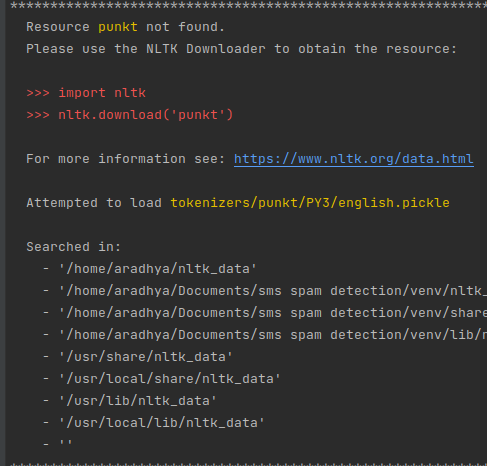 **********************************************************************
Resource punkt not found.
Please use the NLTK Downloader to obtain the resource:
>>> import nltk
>>> nltk.download('punkt')
For more information see: https://www.nltk.org/data.html
Attempted to load tokenizers/punkt/PY3/english.pickle
Searched in:
- '/home/aradhya/nltk_data'
- '/home/aradhya/Documents/sms spam detection/venv/nltk_
- '/home/aradhya/Documents/sms spam detection/venv/share
- '/home/aradhya/Documents/sms spam detection/venv/lib/n
- '/usr/share/nltk_data'
- '/usr/local/share/nltk_data'
- '/usr/lib/nltk_data'
- '/usr/local/lib/nltk_data'
- ''